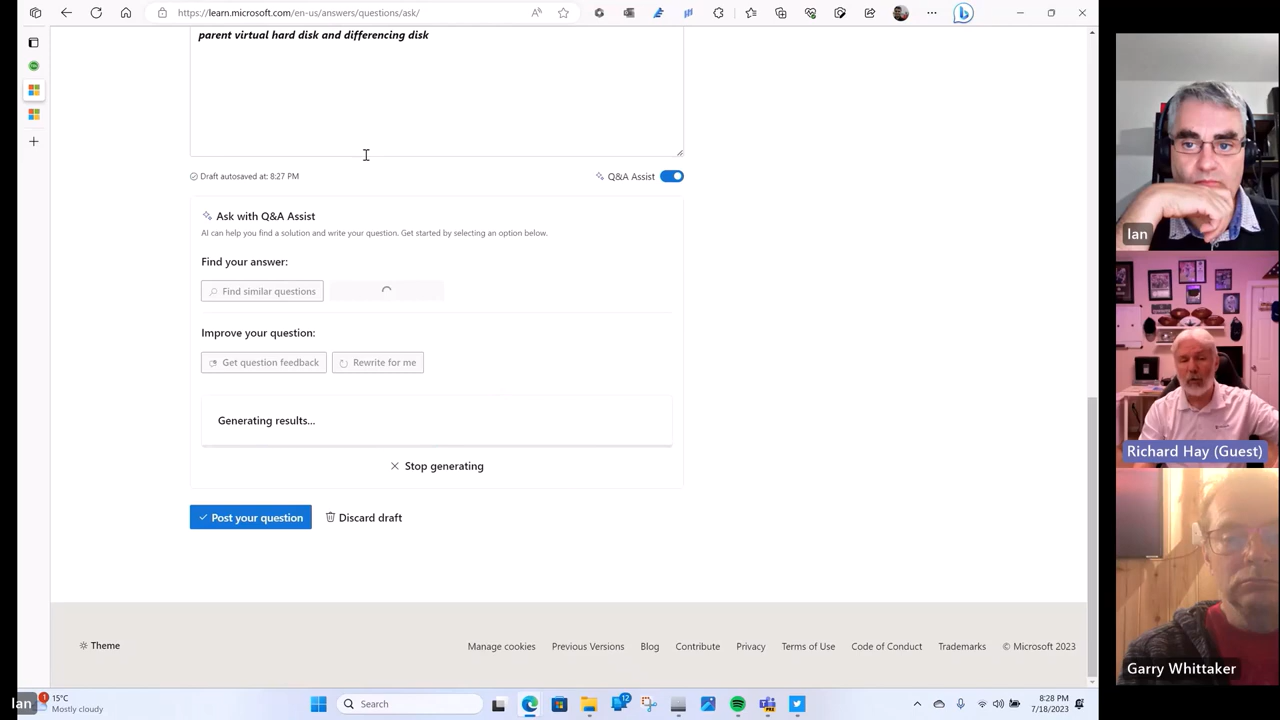 https://learn.microsoft.com/en-us/answers/questions/ask/
parent virtual hard disk and differencing disk
Draft autosaved at: 8:27 PM
Q&A Assist
Ask with Q&A Assist
AI can help you find a solution and write your question. Get started by selecting an option below.
Find your answer:
Find similar questions
Improve your question:
Get question feedback
Rewrite for me
Generating results...
Stop generating
Post your question
Discard draft
Theme
Manage cookies
Previous Versions
Blog
Contribute
Privacy
Terms of Use
Code of Conduct
Trademarks
© Microsoft 2023
Ian
Richard Hay (Guest)
Garry Whittaker
Ian
1
15°C
Mostly cloudy
Search
12
8:28 PM
7/18/2023